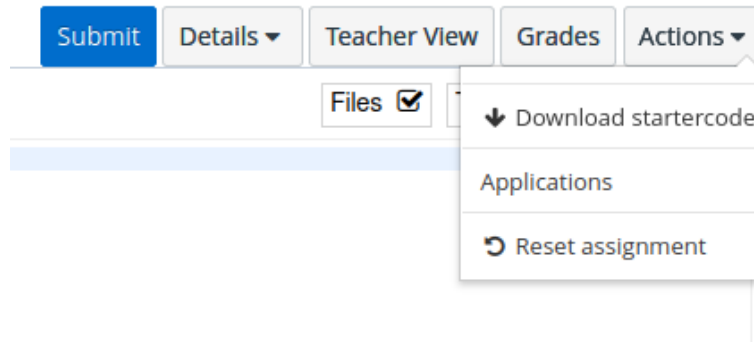 Submit Details Teacher View Grades Actions
Files
Download startercode
Applications
Reset assignment